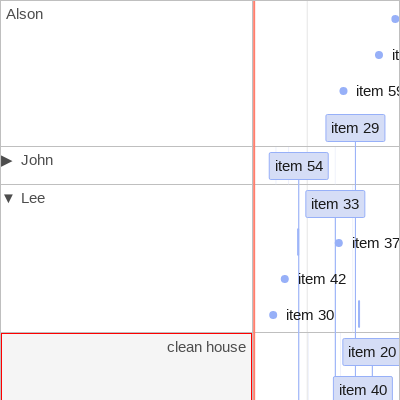 Alson
it
item 59
item 29
▶ John
item 54
▼ Lee
item 33
item 37
item 42
item 30
clean house
item 20
item 40